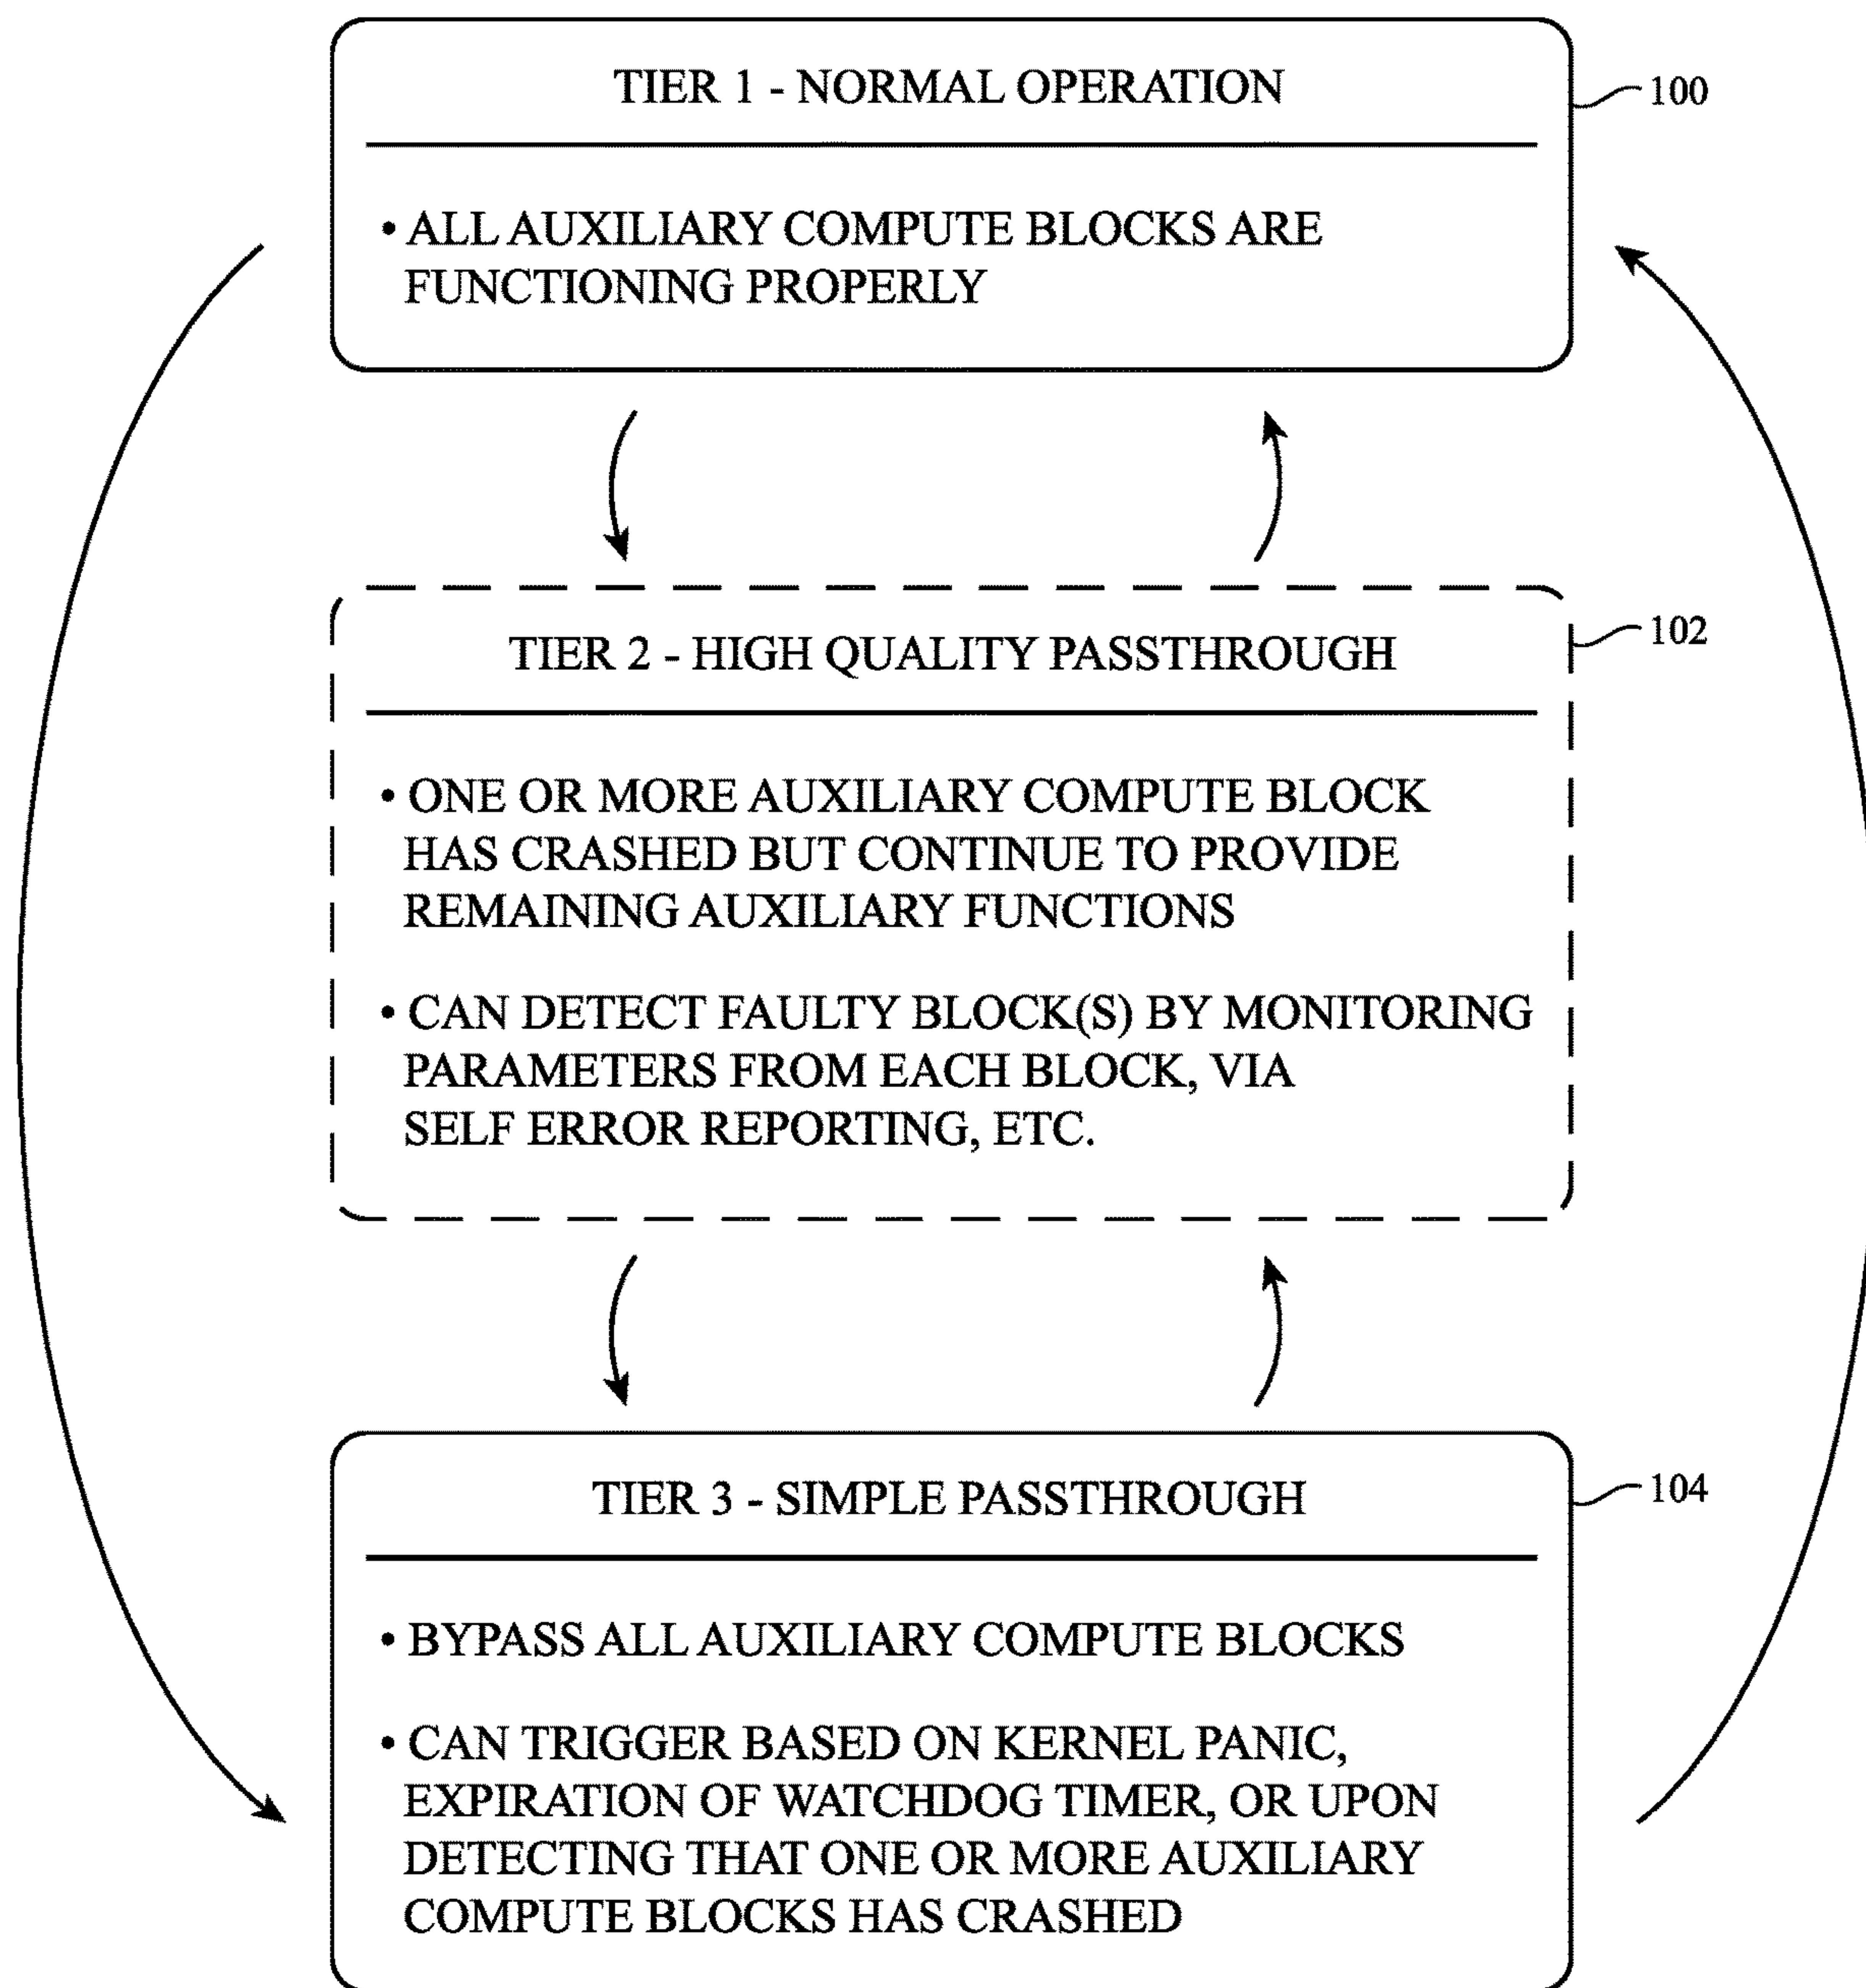 TIER 1 - NORMAL OPERATION
100
• ALL AUXILIARY COMPUTE BLOCKS ARE
FUNCTIONING PROPERLY
TIER 2 - HIGH QUALITY PASSTHROUGH
102
• ONE OR MORE AUXILIARY COMPUTE BLOCK
HAS CRASHED BUT CONTINUE TO PROVIDE
REMAINING AUXILIARY FUNCTIONS
• CAN DETECT FAULTY BLOCK(S) BY MONITORING
PARAMETERS FROM EACH BLOCK, VIA
SELF ERROR REPORTING, ETC.
TIER 3 - SIMPLE PASSTHROUGH
104
• BYPASS ALL AUXILIARY COMPUTE BLOCKS
• CAN TRIGGER BASED ON KERNEL PANIC,
EXPIRATION OF WATCHDOG TIMER, OR UPON
DETECTING THAT ONE OR MORE AUXILIARY
COMPUTE BLOCKS HAS CRASHED